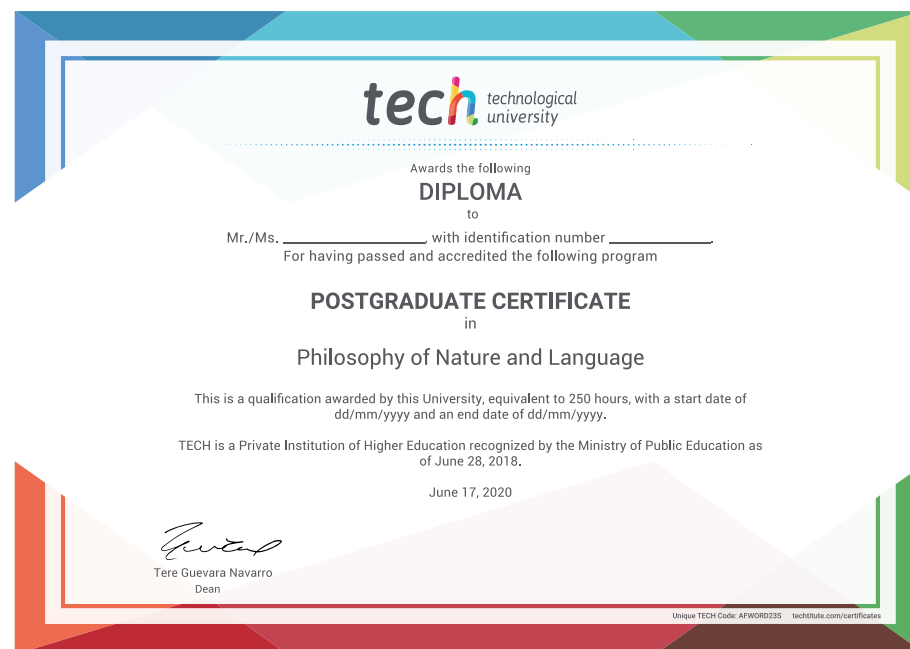 tech technological
university
Awards the following
DIPLOMA
to
Mr./Ms. ____________________, with identification number ______________.
For having passed and accredited the following program
POSTGRADUATE CERTIFICATE
in
Philosophy of Nature and Language
This is a qualification awarded by this University, equivalent to 250 hours, with a start date of
dd/mm/yyyy and an end date of dd/mm/yyyy.
TECH is a Private Institution of Higher Education recognized by the Ministry of Public Education as
of June 28, 2018.
June 17, 2020
Tere Guevara Navarro
Dean
Unique TECH Code: AFWORD23S techtitute.com/certificates